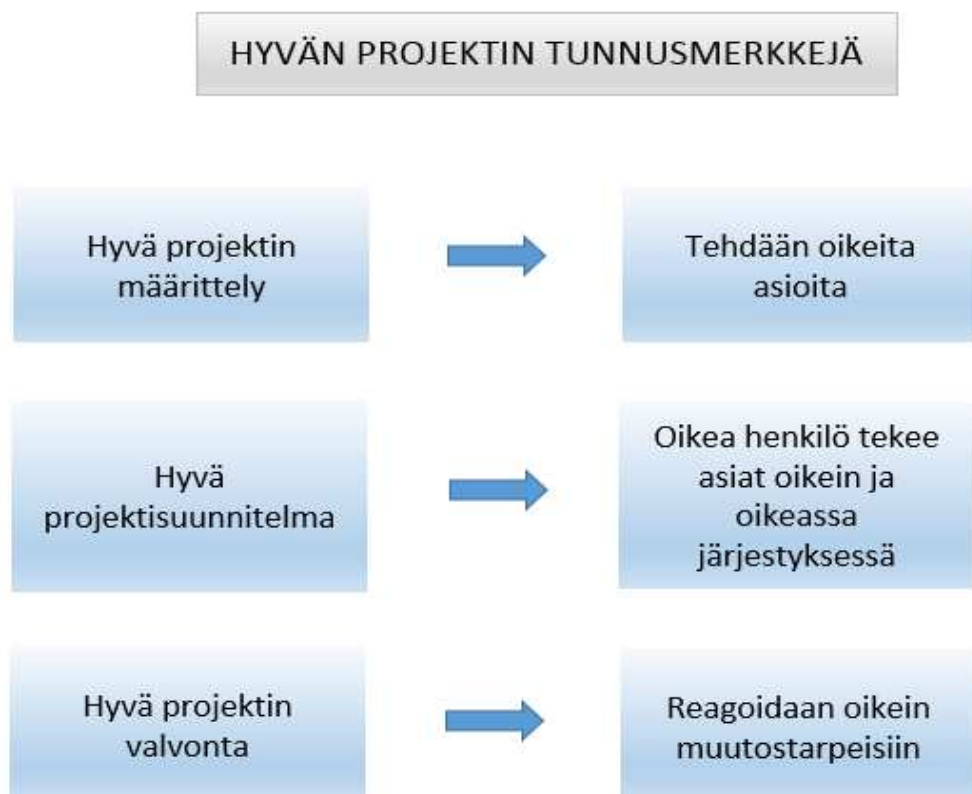 HYVÄN PROJEKTIN TUNNUSMERKKEJÄ
Hyvä projektin
määrittely
Tehdään oikeita
asioita
Hyvä
projektisuunnitelma
Oikea henkilö tekee
asiat oikein ja
oikeassa
järjestyksessä
Hyvä projektin
valvonta
Reagoidaan oikein
muutostarpeisiin